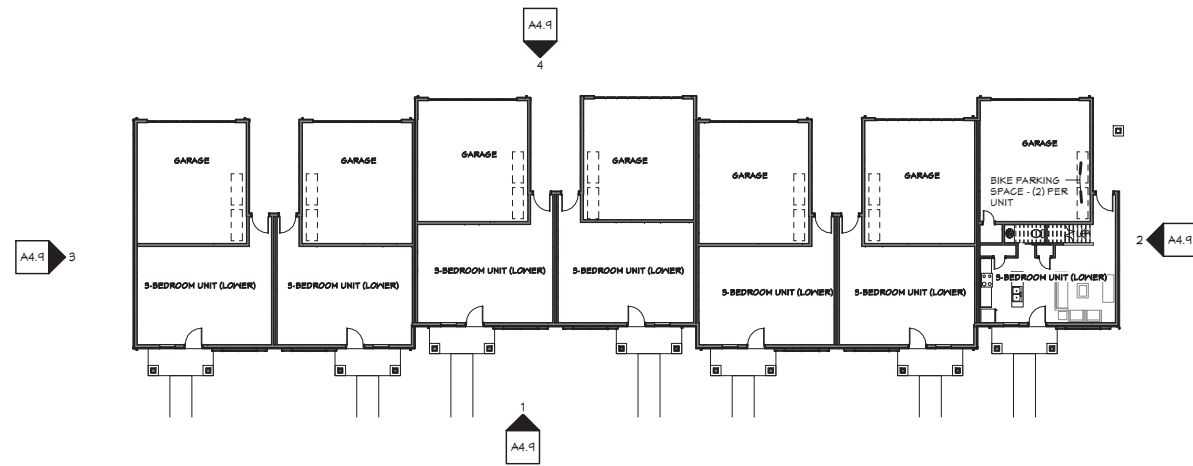 A4.9
4
GARAGE
GARAGE
GARAGE
GARAGE
GARAGE
GARAGE
GARAGE
BIKE PARKING
SPACE - (2) PER
UNIT
A4.9
3
2
A4.9
3-BEDROOM UNIT (LOWER)
3-BEDROOM UNIT (LOWER)
3-BEDROOM UNIT (LOWER)
3-BEDROOM UNIT (LOWER)
3-BEDROOM UNIT (LOWER)
3-BEDROOM UNIT (LOWER)
3-BEDROOM UNIT (LOWER)
1
A4.9